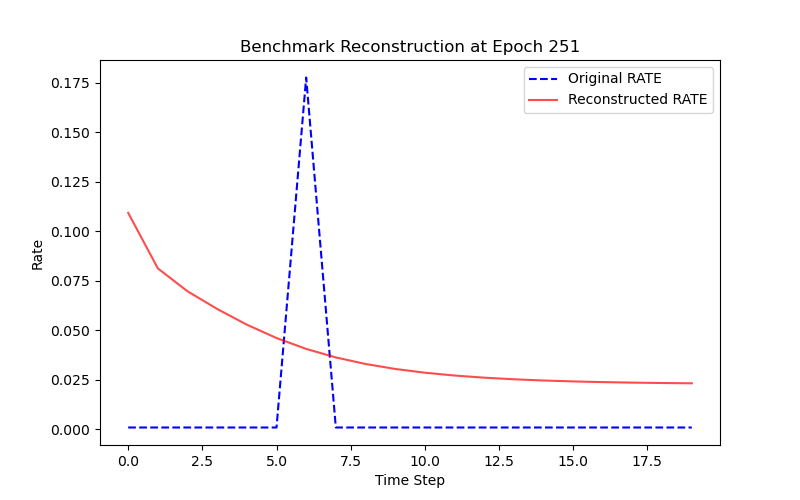 Benchmark Reconstruction at Epoch 251
Original RATE
Reconstructed RATE
0.175
0.150
0.125
0.100
0.075
0.050
0.025
0.000
Rate
0.0 2.5 5.0 7.5 10.0 12.5 15.0 17.5
Time Step